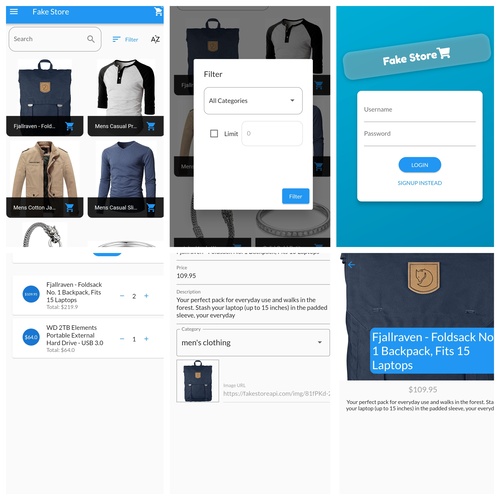 Fake Store
Search
Filter
Fjallraven - Fold...
Mens Casual Pr...
Mens Cotton Ja...
Mens Casual Sli...
Filter
All Categories
Limit
0
Filter
Fake Store
Username
Password
LOGIN
SIGNUP INSTEAD
Fjallraven - Foldsack
No. 1 Backpack, Fits
15 Laptops
Total: $219.9
2
WD 2TB Elements
Portable External
Hard Drive - USB 3.0
Total: $64.0
$64.0
1
Price
109.95
Description
Your perfect pack for everyday use and walks in the
forest. Stash your laptop (up to 15 inches) in the padded
sleeve, your everyday
Category
men's clothing
Image URL
https://fakestoreapi.com/img/81fPKd-2
Fjallraven - Foldsack No
1 Backpack, Fits 15
Laptops
$109.95
Your perfect pack for everyday use and walks in the forest. Stas
your laptop (up to 15 inches) in the padded sleeve, your everyd